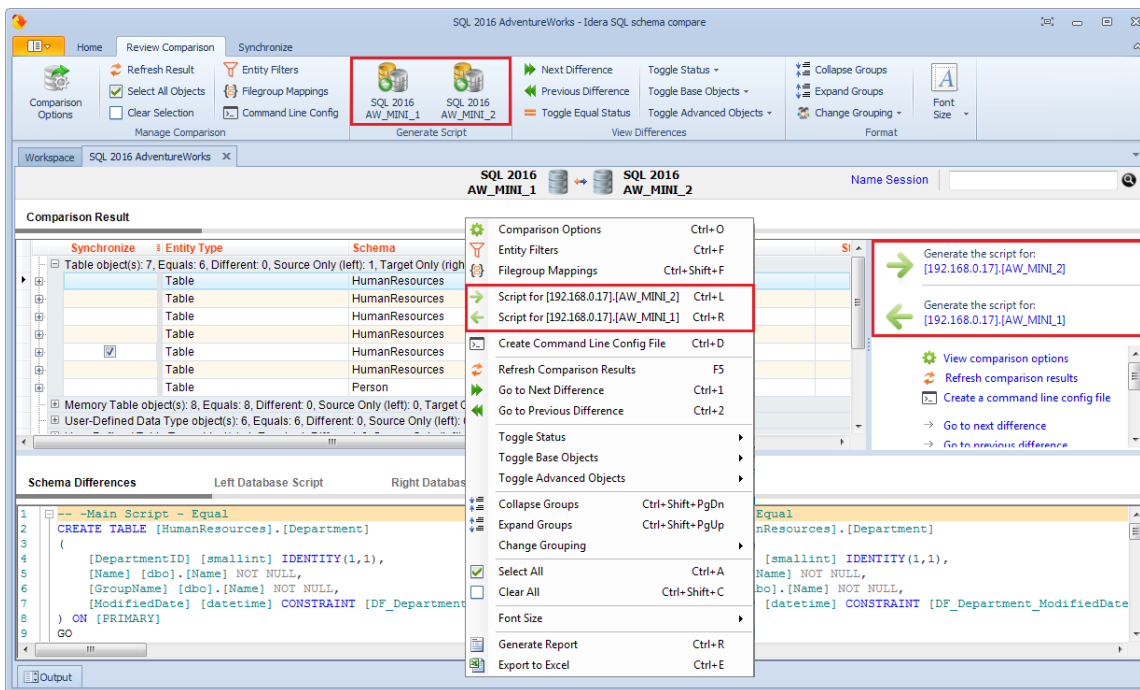 SQL 2016 AdventureWorks - Idera SQL schema compare
Home Review Comparison Synchronize
Comparison Options
Refresh Result
Select All Objects
Clear Selection
Entity Filters
Filegroup Mappings
Command Line Config
Manage Comparison
SQL 2016 AW_MINI_1
SQL 2016 AW_MINI_2
Generate Script
Next Difference
Previous Difference
Toggle Equal Status
Toggle Status
Toggle Base Objects
Toggle Advanced Objects
View Differences
Collapse Groups
Expand Groups
Change Grouping
Font Size
Format
Workspace SQL 2016 AdventureWorks
SQL 2016 AW_MINI_1
SQL 2016 AW_MINI_2
Name Session
Comparison Result
Synchronize Entity Type Schema
Table object(s): 7, Equals: 6, Different: 0, Source Only (left): 1, Target Only (righ
Table HumanResources
Table HumanResources
Table HumanResources
Table HumanResources
Table HumanResources
Table HumanResources
Table Person
Memory Table object(s): 8, Equals: 8, Different: 0, Source Only (left): 0, Target
User-Defined Data Type object(s): 6, Equals: 6, Different: 0, Source Only (left):
Comparison Options Ctrl+O
Entity Filters Ctrl+F
Filegroup Mappings Ctrl+Shift+F
Script for [192.168.0.17].[AW_MINI_2] Ctrl+L
Script for [192.168.0.17].[AW_MINI_1] Ctrl+R
Create Command Line Config File Ctrl+D
Refresh Comparison Results F5
Go to Next Difference Ctrl+1
Go to Previous Difference Ctrl+2
Toggle Status
Toggle Base Objects
Toggle Advanced Objects
Collapse Groups Ctrl+Shift+PgDn
Expand Groups Ctrl+Shift+PgUp
Change Grouping
Select All Ctrl+A
Clear All Ctrl+Shift+C
Font Size
Generate Report Ctrl+R
Export to Excel Ctrl+E
Generate the script for:
[192.168.0.17].[AW_MINI_2]
Generate the script for:
[192.168.0.17].[AW_MINI_1]
View comparison options
Refresh comparison results
Create a command line config file
Go to next difference
Go to previous difference
Schema Differences Left Database Script Right Databas
1 -- -Main Script - Equal
2 CREATE TABLE [HumanResources].[Department]
3 (
4 [DepartmentID] [smallint] IDENTITY(1,1),
5 [Name] [dbo].[Name] NOT NULL,
6 [GroupName] [dbo].[Name] NOT NULL,
7 [ModifiedDate] [datetime] CONSTRAINT [DF_Department
8 ) ON [PRIMARY]
9 GO
Equal
nResources].[Department]
[smallint] IDENTITY(1,1),
Name] NOT NULL,
bo].[Name] NOT NULL,
[datetime] CONSTRAINT [DF_Department_ModifiedDate
Output